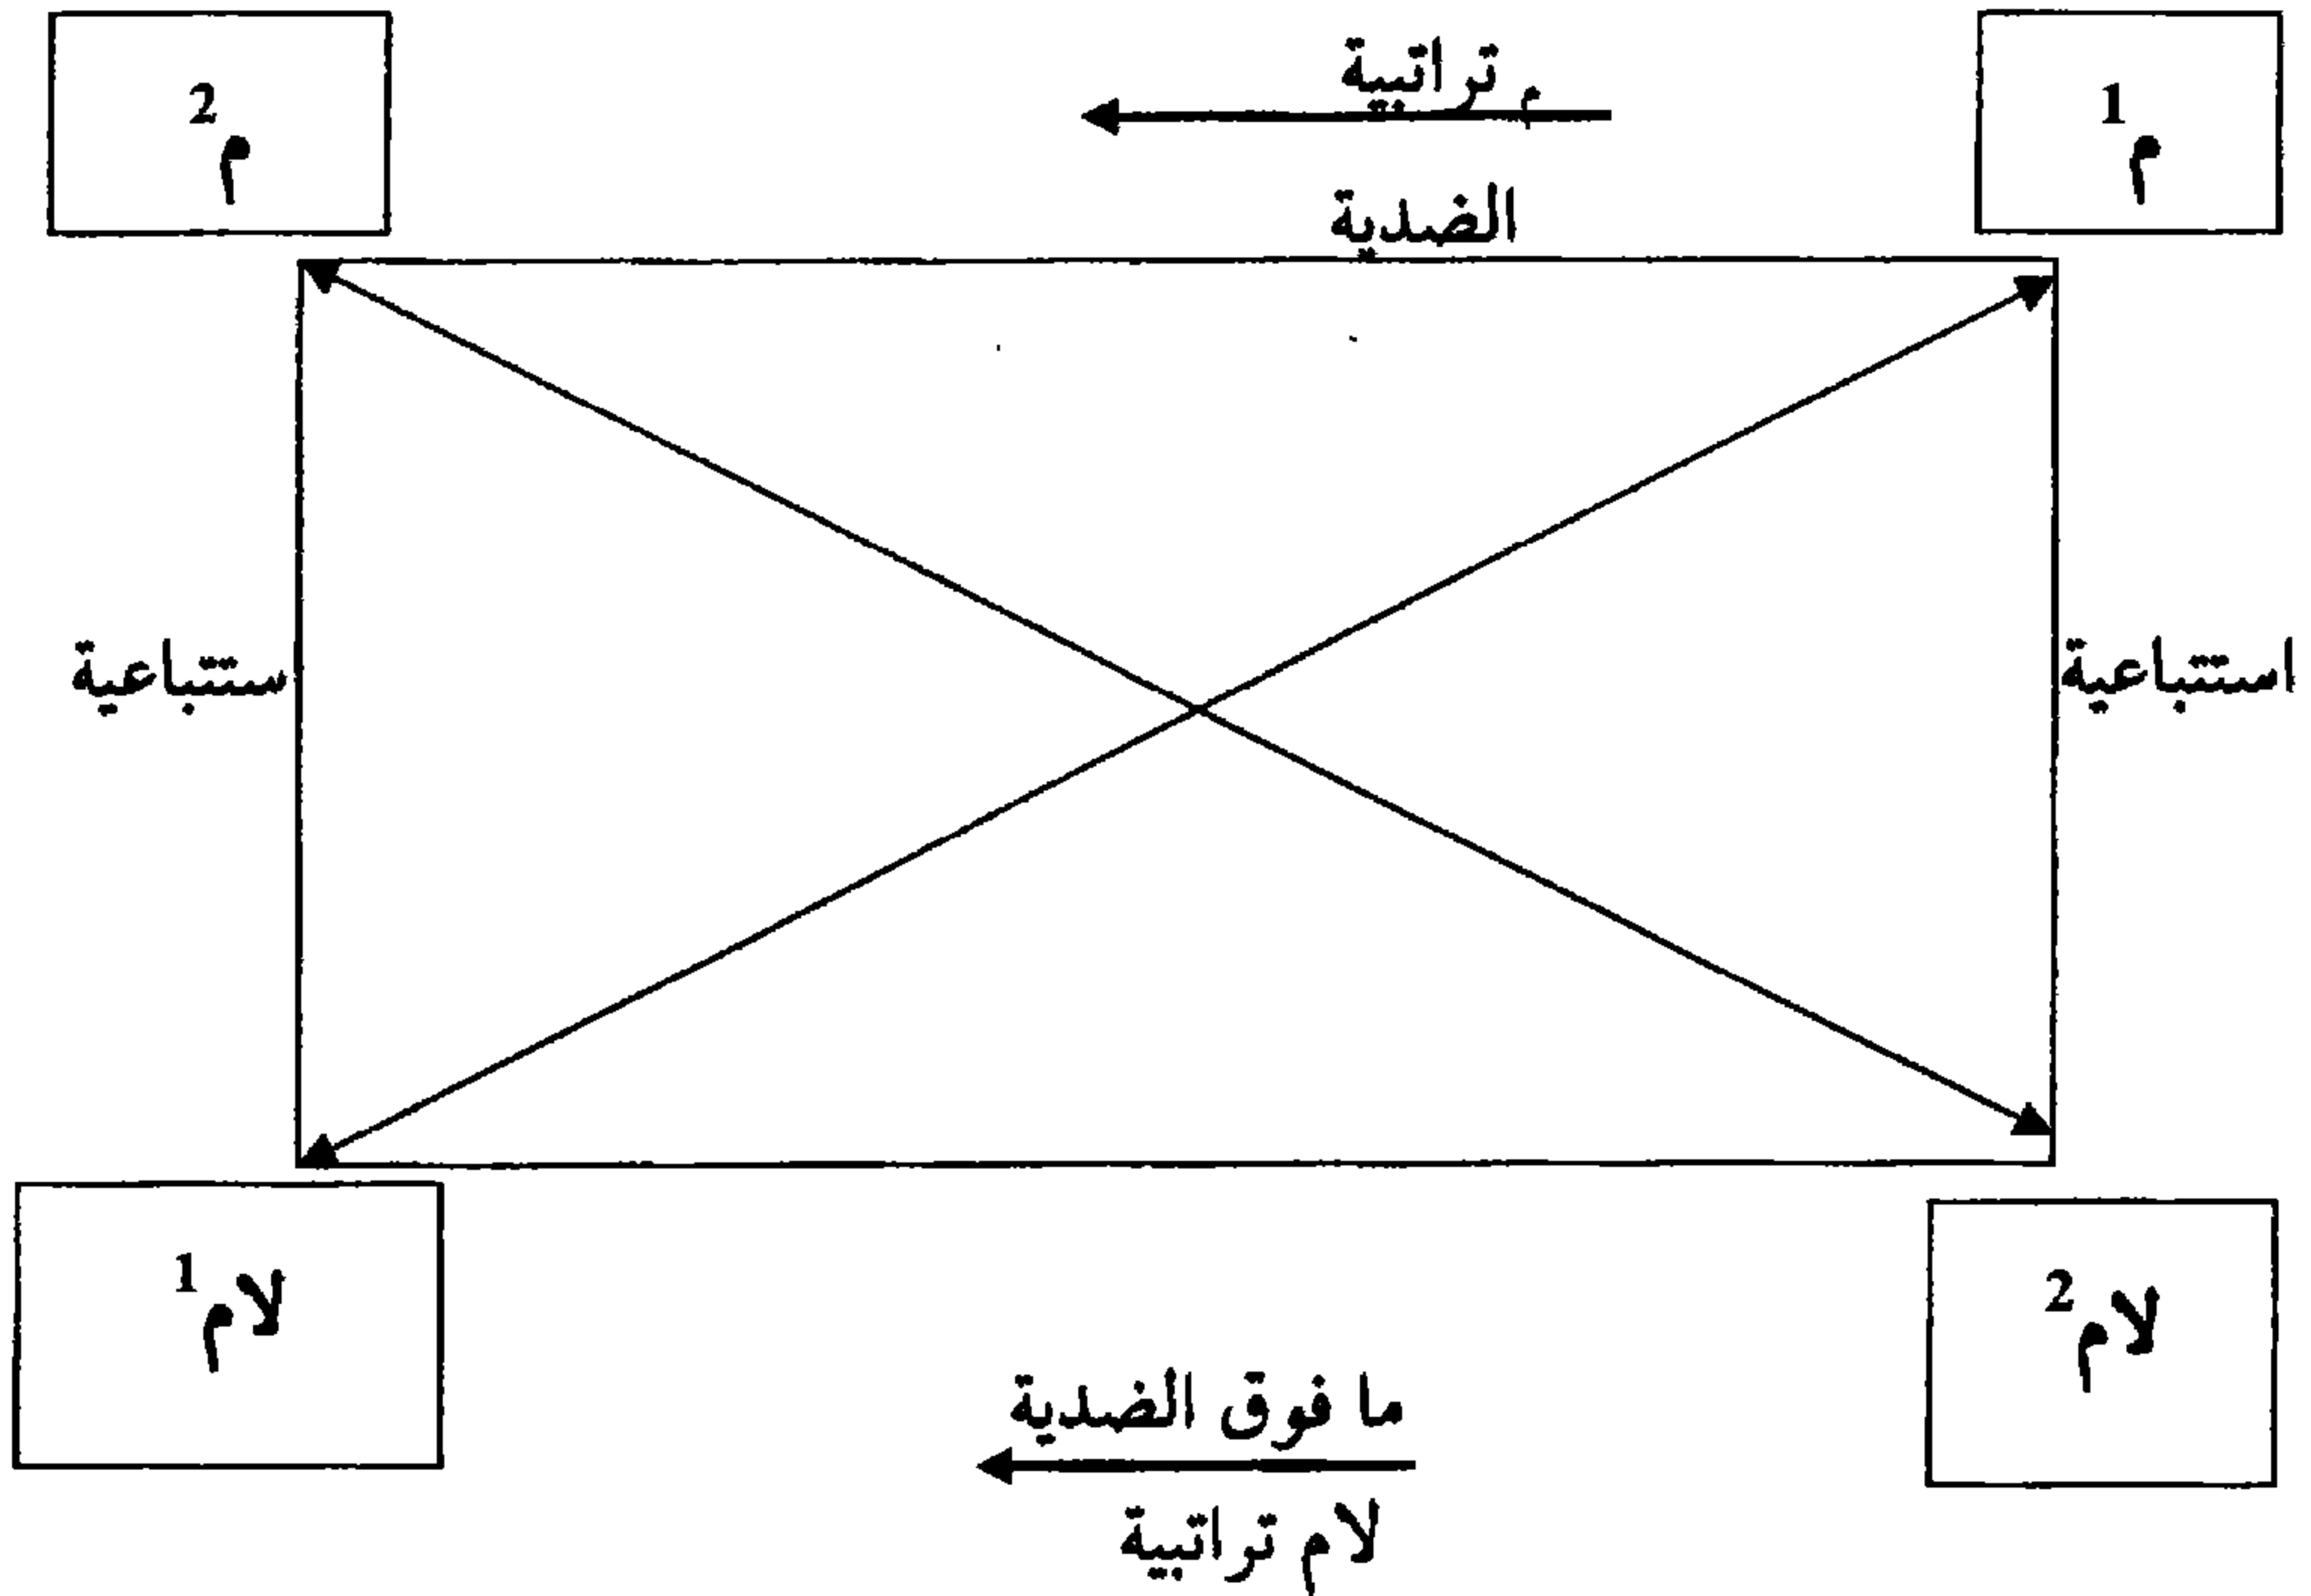 م1
م تراتبية
م2
الضدية
استتباعية
ستتباعية
لام2
لام1
ما فوق الضدية
لام تراتبية